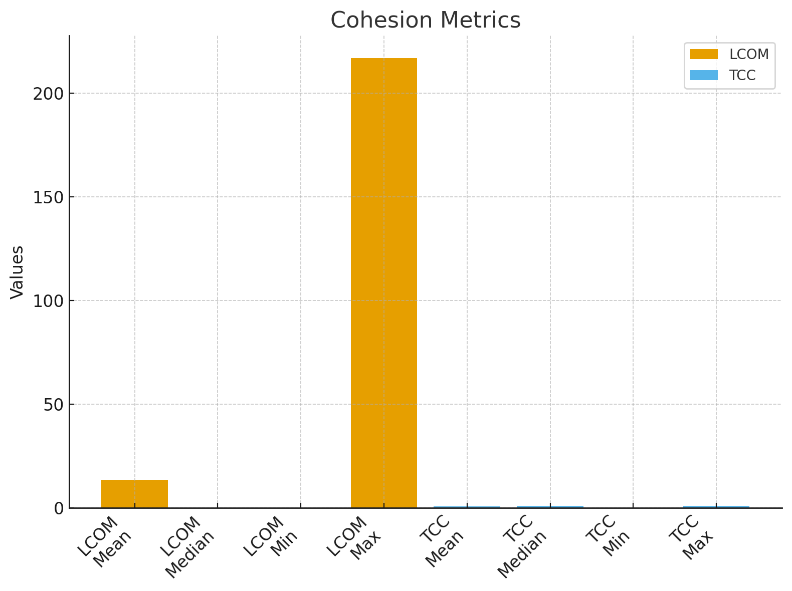 Cohesion Metrics
LCOM
TCC
Values
200
150
100
50
0
LCOM
Mean
LCOM
Median
LCOM
Min
LCOM
Max
TCC
Mean
TCC
Median
TCC
Min
TCC
Max